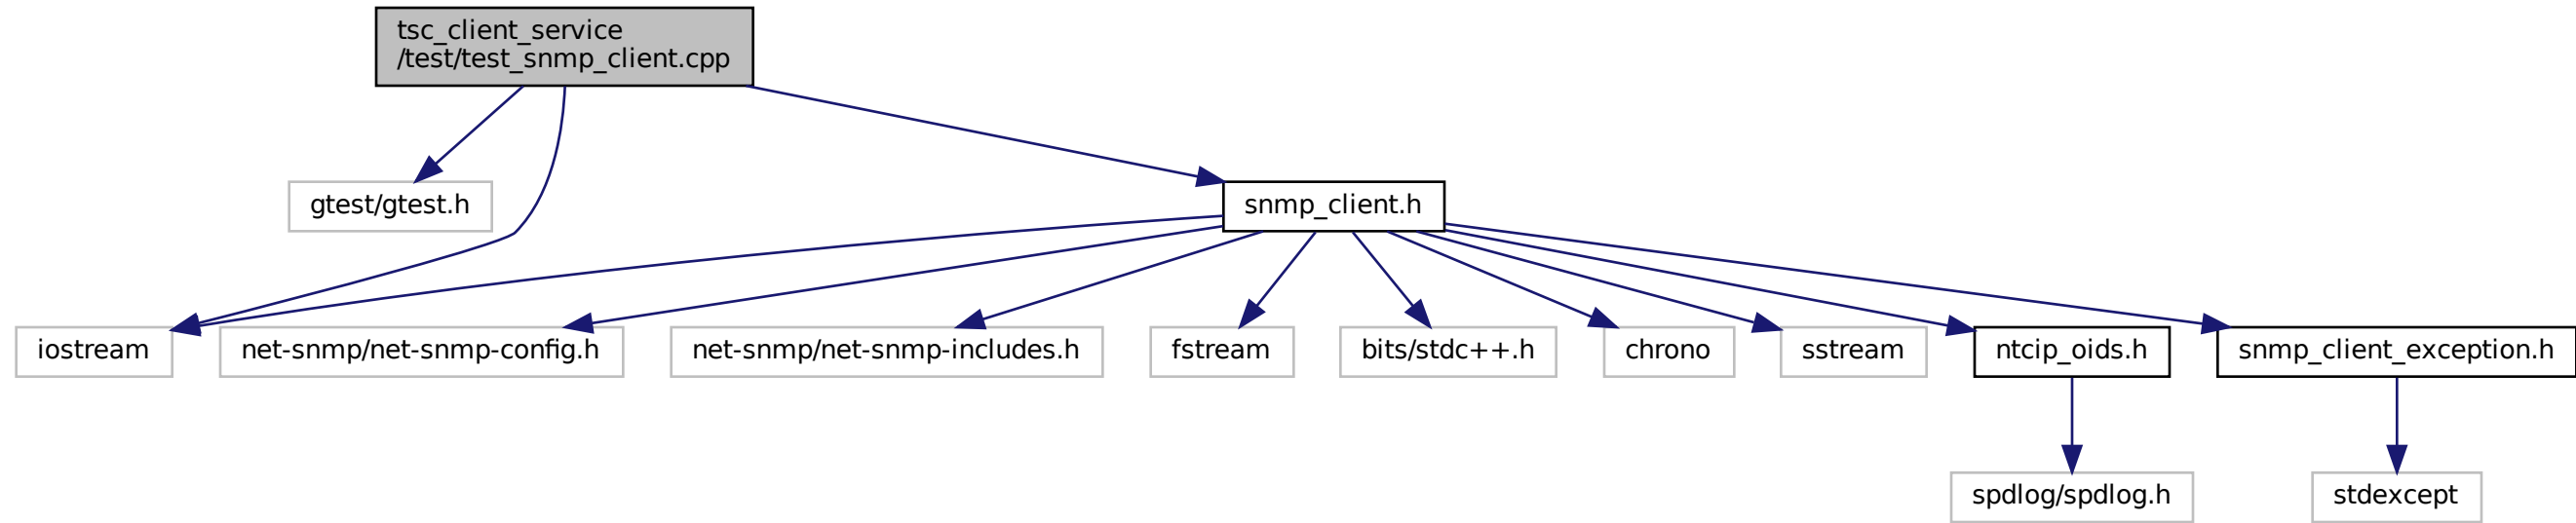 tsc_client_service
/test/test_snmp_client.cpp
gtest/gtest.h
snmp_client.h
iostream
net-snmp/net-snmp-config.h
net-snmp/net-snmp-includes.h
fstream
bits/stdc++.h
chrono
sstream
ntcip_oids.h
snmp_client_exception.h
spdlog/spdlog.h
stdexcept